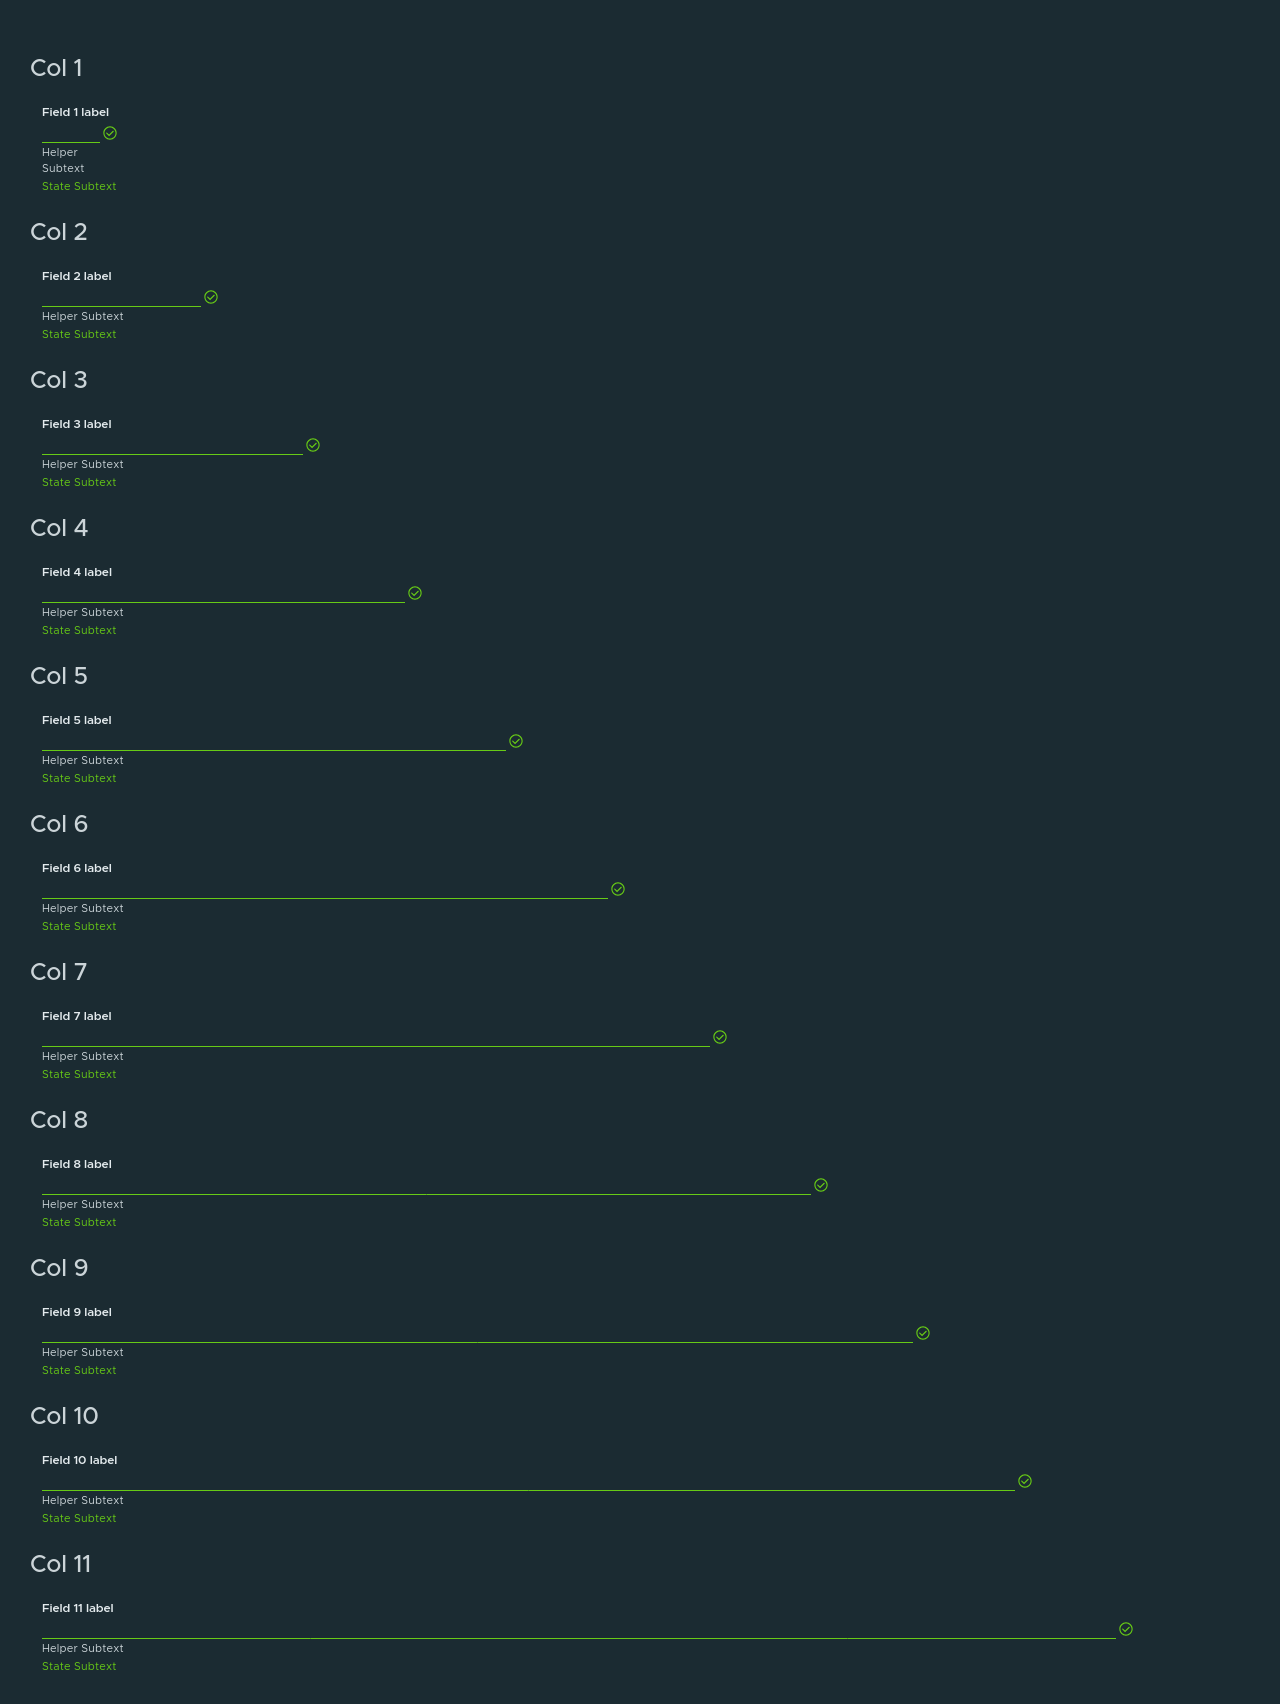 Col 1
Field 1 label
Helper
Subtext
State Subtext
Col 2
Field 2 label
Helper Subtext
State Subtext
Col 3
Field 3 label
Helper Subtext
State Subtext
Col 4
Field 4 label
Helper Subtext
State Subtext
Col 5
Field 5 label
Helper Subtext
State Subtext
Col 6
Field 6 label
Helper Subtext
State Subtext
Col 7
Field 7 label
Helper Subtext
State Subtext
Col 8
Field 8 label
Helper Subtext
State Subtext
Col 9
Field 9 label
Helper Subtext
State Subtext
Col 10
Field 10 label
Helper Subtext
State Subtext
Col 11
Field 11 label
Helper Subtext
State Subtext